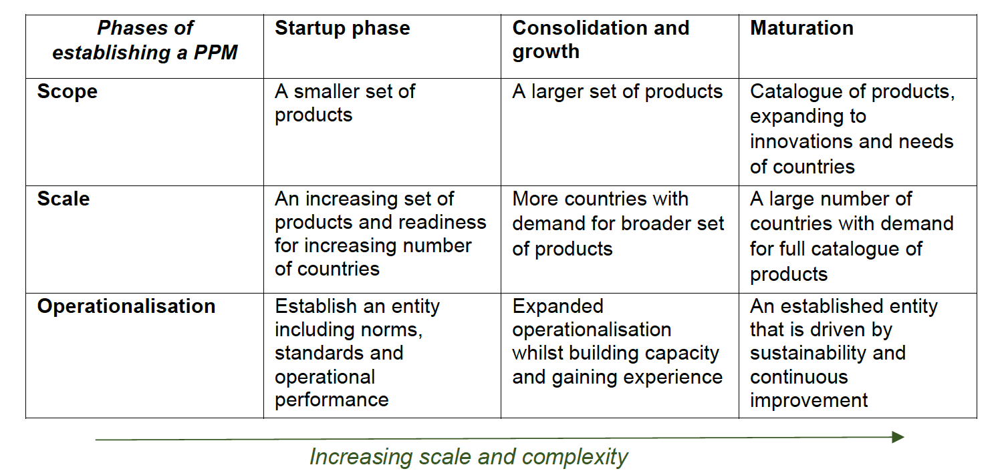 Phases of
establishing a PPM
Startup phase
Consolidation and
growth
Maturation
Scope
A smaller set of
products
A larger set of products
Catalogue of products,
expanding to
innovations and needs
of countries
Scale
An increasing set of
products and readiness
for increasing number
of countries
More countries with
demand for broader set
of products
A large number of
countries with demand
for full catalogue of
products
Operationalisation
Establish an entity
including norms,
standards and
operational
performance
Expanded
operationalisation
whilst building capacity
and gaining experience
An established entity
that is driven by
sustainability and
continuous
improvement
Increasing scale and complexity